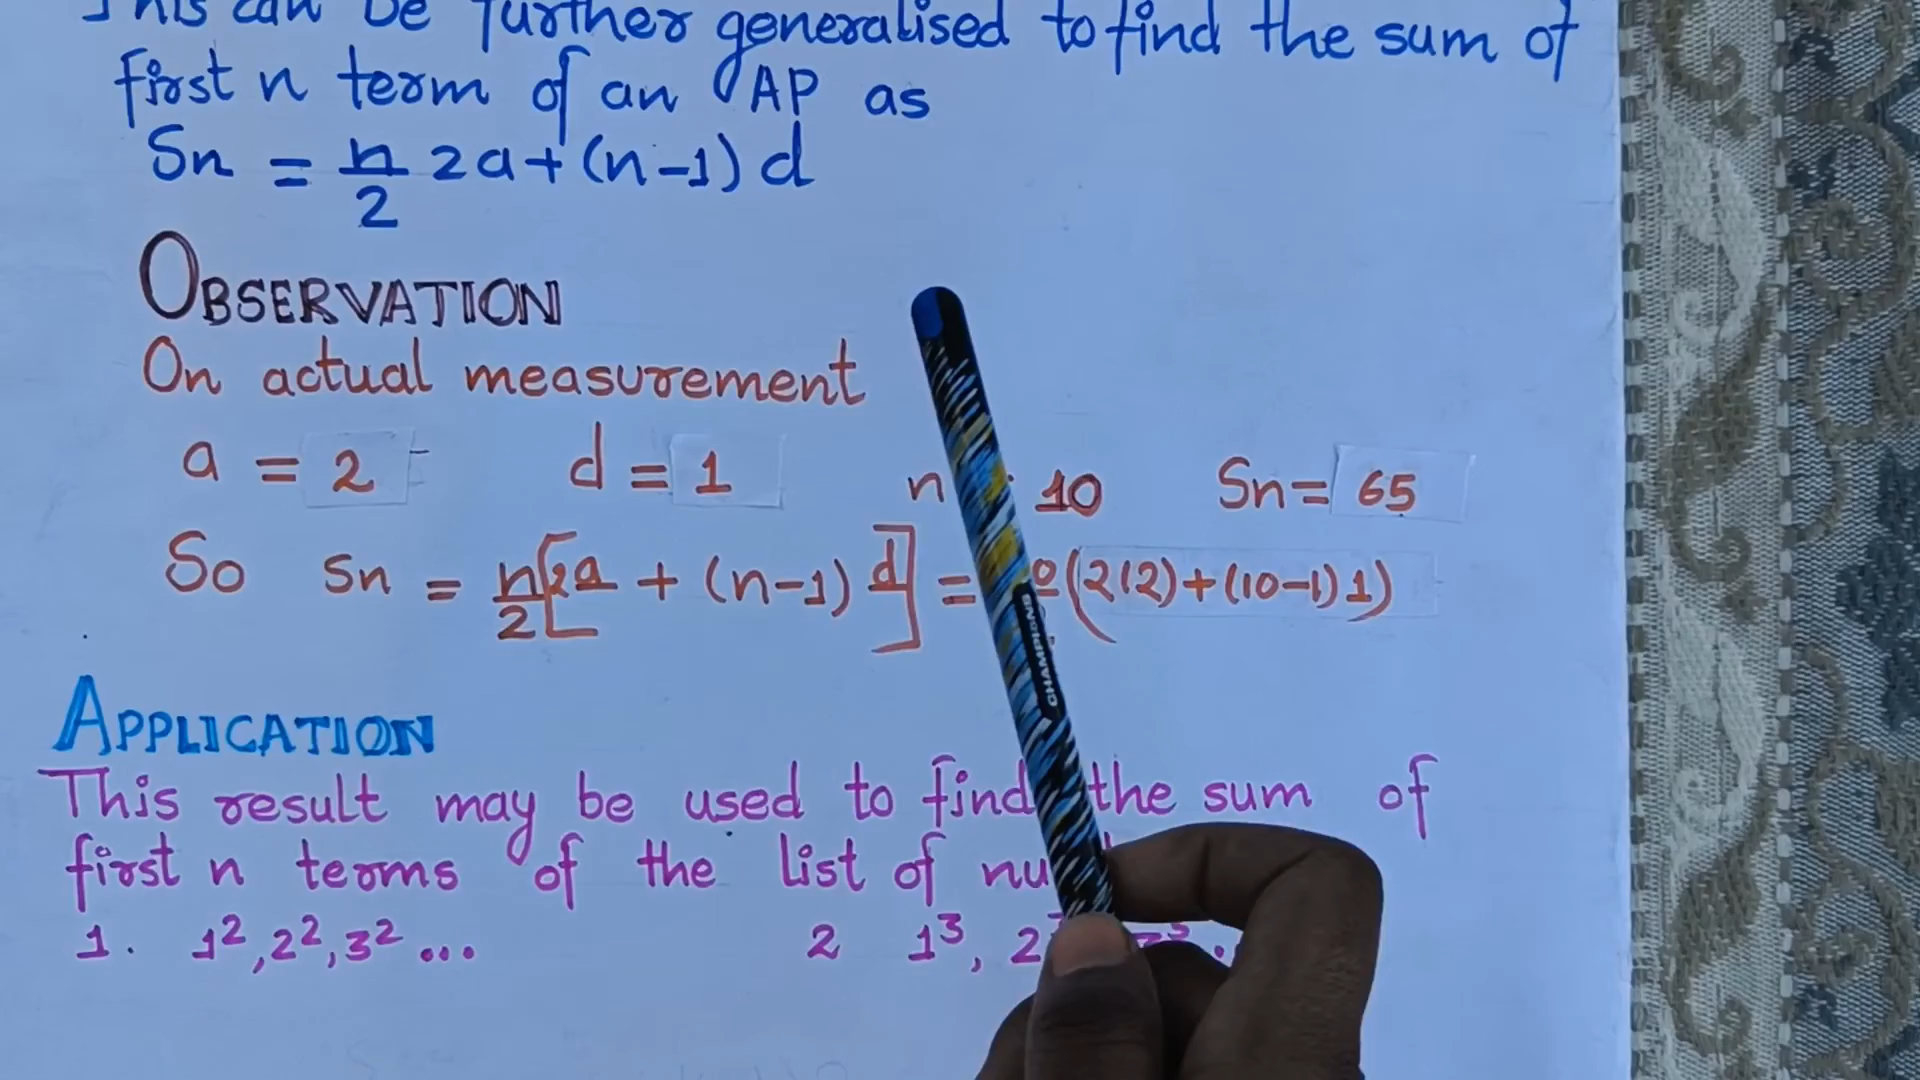 This can be further generalised to find the sum of
first n term of an AP as
Sn = n/2 2a+(n-1)d
OBSERVATION
On actual measurement
a = 2 d = 1 n 10 Sn = 65
So Sn = n/2[2a + (n-1)d] = (2(2)+(10-1)1)
APPLICATION
This result may be used to find the sum of
first n terms of the list of
1. 1²,2²,3²... 2 1³, 2
CHAMPIONS